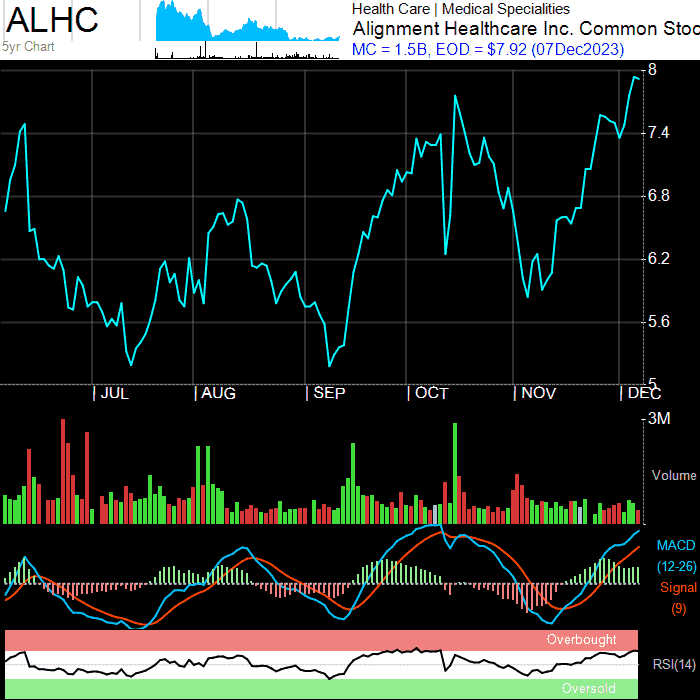 ALHC
5yr Chart
Health Care | Medical Specialities
Alignment Healthcare Inc. Common Stoc
MC = 1.5B, EOD = $7.92 (07Dec2023)
8
7.4
6.8
6.2
5.6
5
| JUL | AUG | SEP | OCT | NOV | DEC
3M
Volume
MACD
(12-26)
Signal
(9)
Overbought
RSI(14)
Oversold